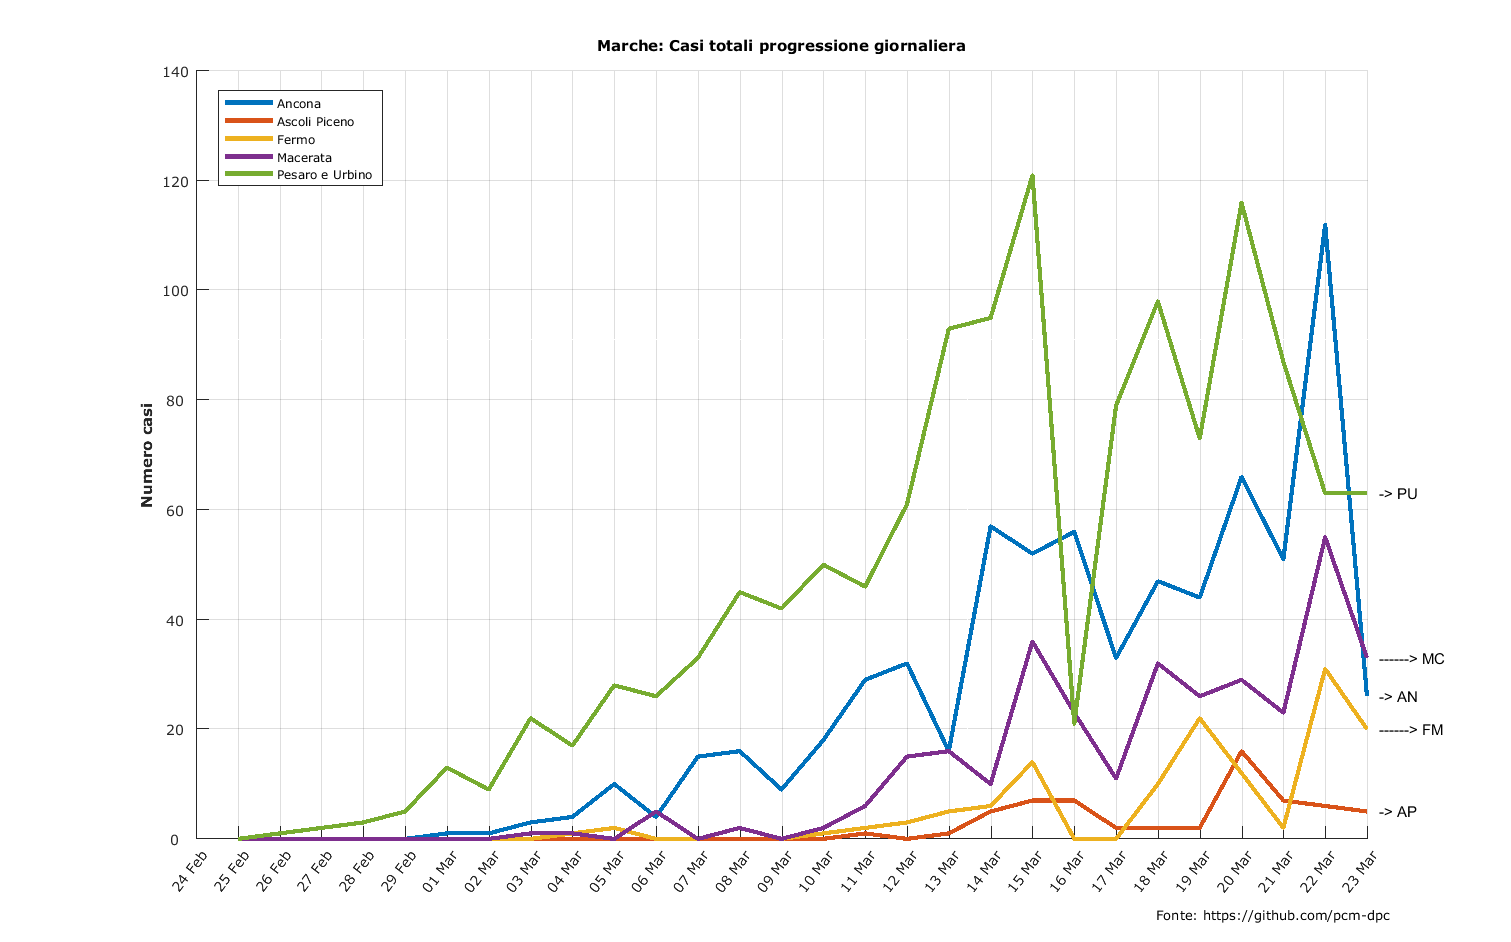 Marche: Casi totali progressione giornaliera
140
120
100
80
60
40
20
0
Numero casi
Ancona
Ascoli Piceno
Fermo
Macerata
Pesaro e Urbino
-> PU
------> MC
-> AN
------> FM
-> AP
24 Feb
25 Feb
26 Feb
27 Feb
28 Feb
29 Feb
01 Mar
02 Mar
03 Mar
04 Mar
05 Mar
06 Mar
07 Mar
08 Mar
09 Mar
10 Mar
11 Mar
12 Mar
13 Mar
14 Mar
15 Mar
16 Mar
17 Mar
18 Mar
19 Mar
20 Mar
21 Mar
22 Mar
23 Mar
Fonte: https://github.com/pcm-dpc